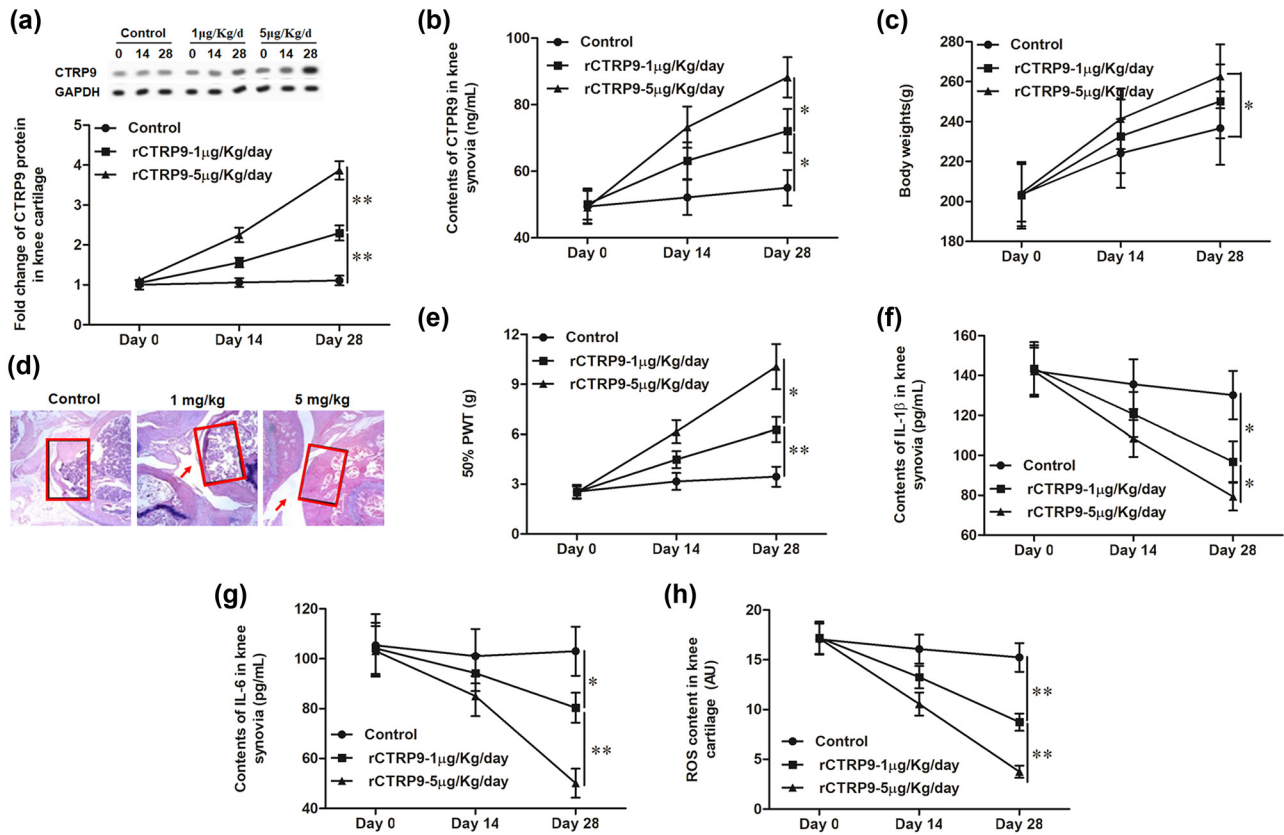 (a)
Control 1μg/Kg/d 5μg/Kg/d
0 14 28 0 14 28 0 14 28
CTRP9
GAPDH
Fold change of CTRP9 protein
in knee cartilage
Control
rCTRP9-1μg/Kg/day
rCTRP9-5μg/Kg/day
5
4
3
2
1
0
**
**
Day 0 Day 14 Day 28
(b)
Contents of CTPR9 in knee
synovia (ng/mL)
Control
rCTRP9-1μg/Kg/day
rCTRP9-5μg/Kg/day
100
80
60
40
*
*
Day 0 Day 14 Day 28
(c)
Body weights(g)
Control
rCTRP9-1μg/Kg/day
rCTRP9-5μg/Kg/day
280
260
240
220
200
180
*
Day 0 Day 14 Day 28
(d)
Control 1 mg/kg 5 mg/kg
(e)
50% PWT (g)
Control
rCTRP9-1μg/Kg/day
rCTRP9-5μg/Kg/day
12
9
6
3
0
*
**
Day 0 Day 14 Day 28
(f)
Contents of IL-1β in knee
synovia (pg/mL)
160
140
120
100
80
60
Control
rCTRP9-1μg/Kg/day
rCTRP9-5μg/Kg/day
*
*
Day 0 Day 14 Day 28
(g)
Contents of IL-6 in knee
synovia (pg/mL)
120
100
80
60
40
Control
rCTRP9-1μg/Kg/day
rCTRP9-5μg/Kg/day
*
**
Day 0 Day 14 Day 28
(h)
ROS content in knee
cartilage (AU)
20
15
10
5
0
Control
rCTRP9-1μg/Kg/day
rCTRP9-5μg/Kg/day
**
**
Day 0 Day 14 Day 28